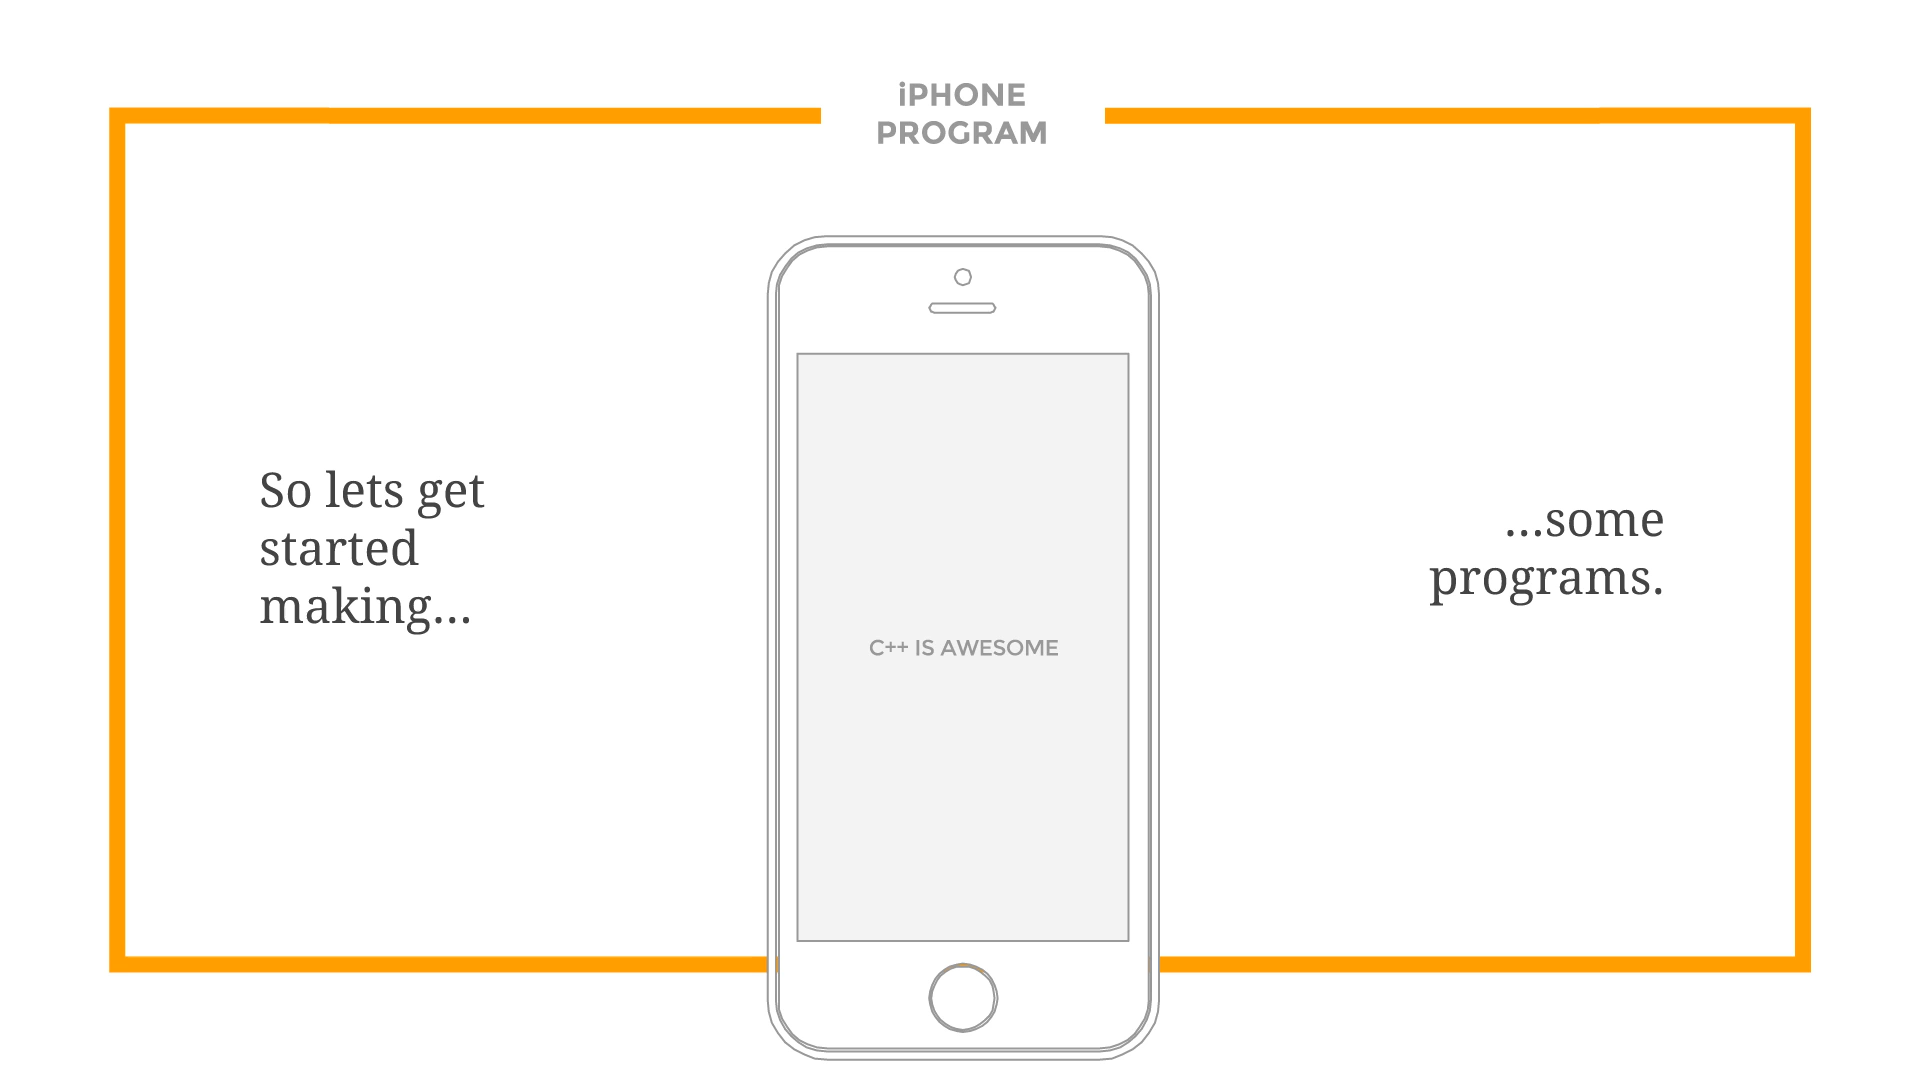 iPHONE
PROGRAM
So lets get
started
making...
C++ IS AWESOME
...some
programs.